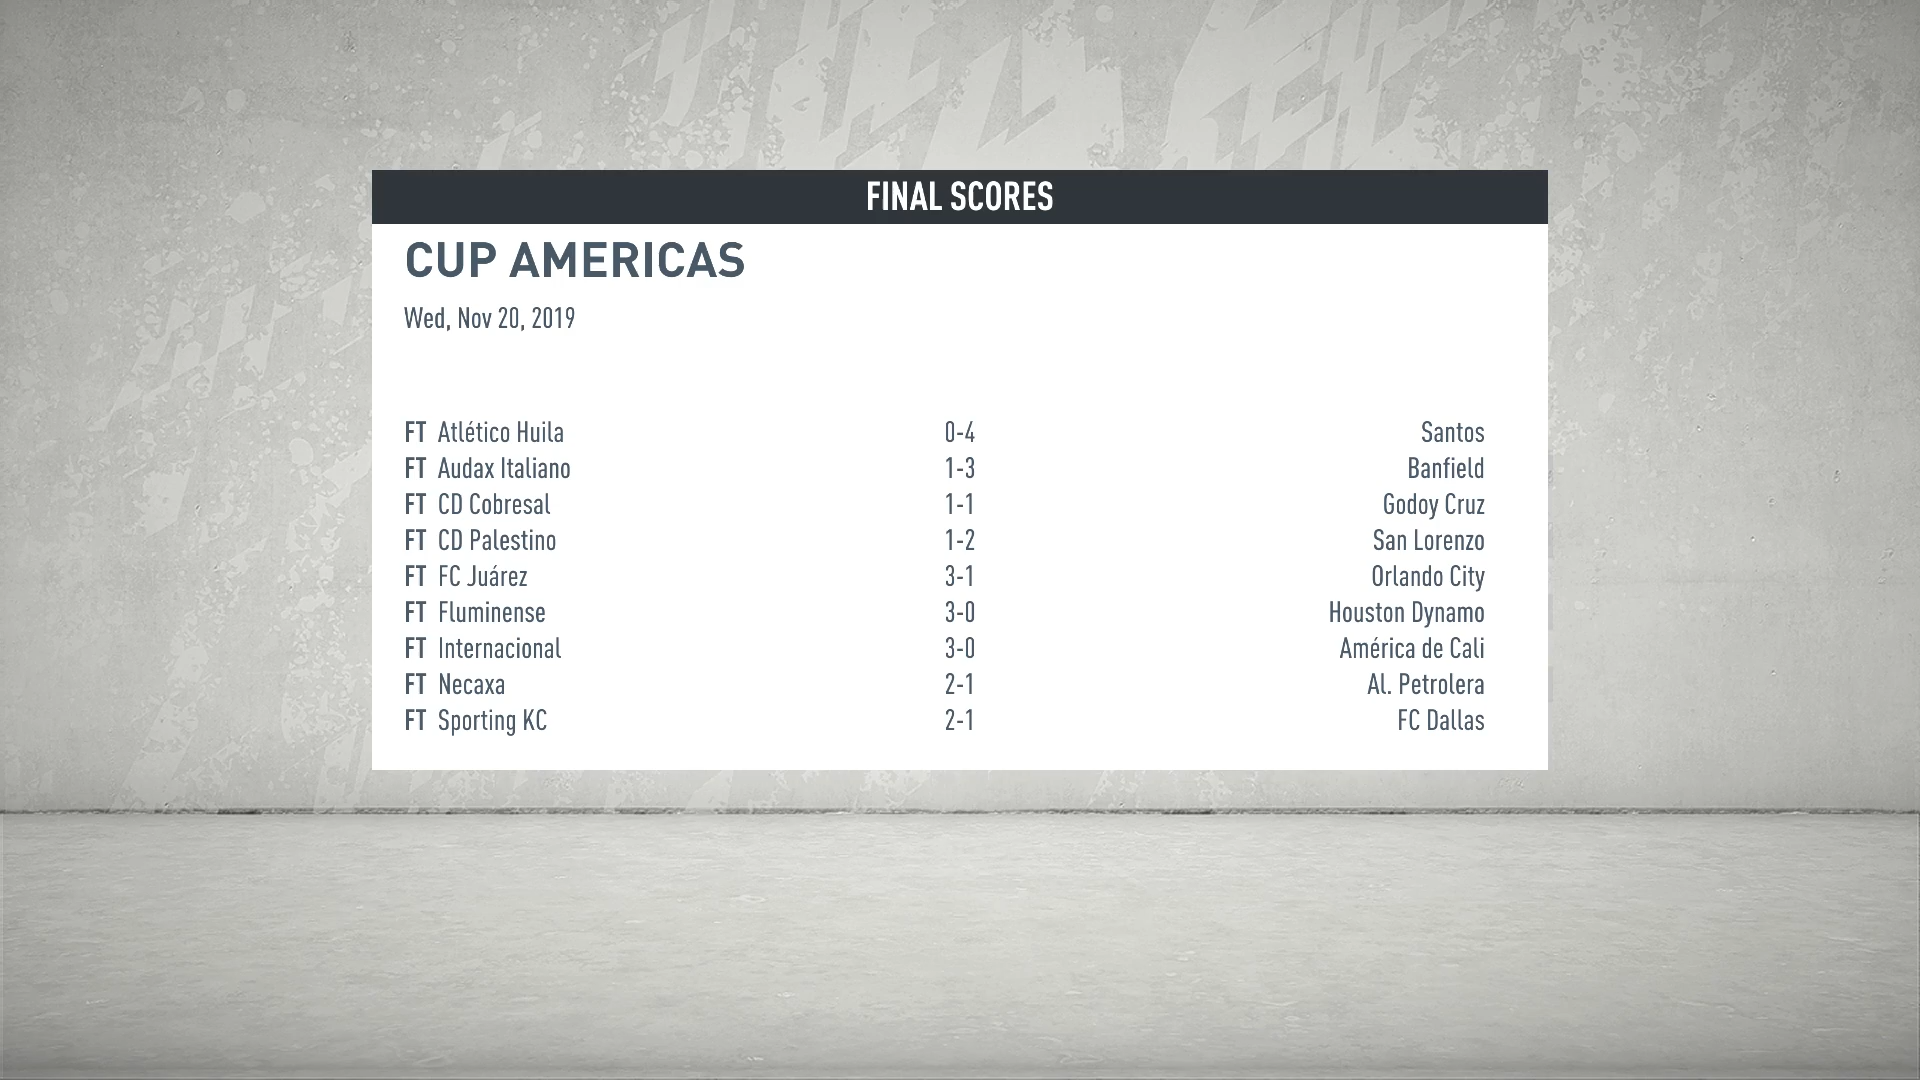 FINAL SCORES
CUP AMERICAS
Wed, Nov 20, 2019
FT Atlético Huila 0-4 Santos
FT Audax Italiano 1-3 Banfield
FT CD Cobresal 1-1 Godoy Cruz
FT CD Palestino 1-2 San Lorenzo
FT FC Juárez 3-1 Orlando City
FT Fluminense 3-0 Houston Dynamo
FT Internacional 3-0 América de Cali
FT Necaxa 2-1 Al. Petrolera
FT Sporting KC 2-1 FC Dallas